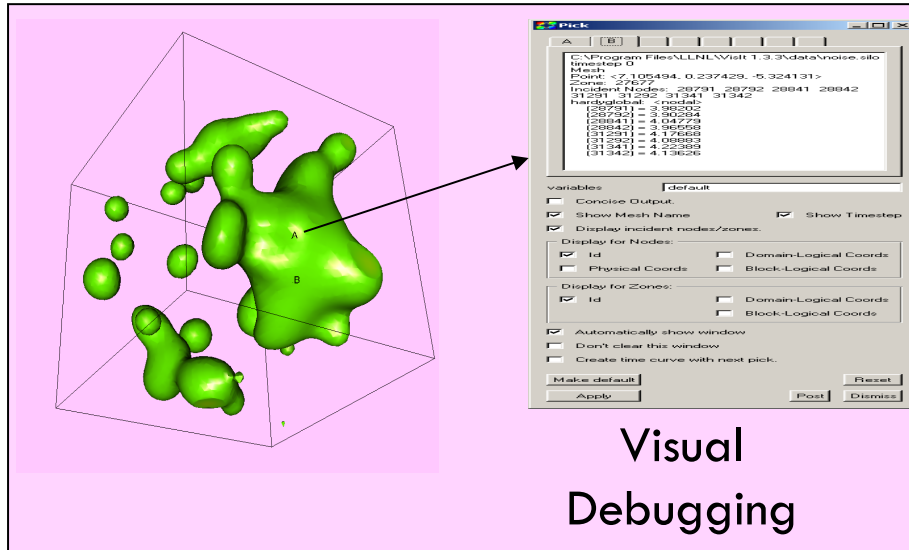 A
B
Pick
A
B
C:\Program Files\LLNL\VisIt 1.3.3\data\noise.silo
timestep 0
Mesh
Point: <7.105494, 0.237429, -5.324131>
Zone: 27677
Incident Nodes: 28791 28792 28841 28842
31291 31292 31341 31342
hardyglobal: <nodal>
(28791) = 3.98202
(28792) = 3.90284
(28841) = 4.04779
(28842) = 3.96558
(31291) = 4.17668
(31292) = 4.08883
(31341) = 4.22389
(31342) = 4.13626
variables default
Concise Output.
Show Mesh Name Show Timestep
Display incident nodes/zones.
Display for Nodes:
Id Domain-Logical Coords
Physical Coords Block-Logical Coords
Display for Zones:
Id Domain-Logical Coords
Block-Logical Coords
Automatically show window
Don't clear this window
Create time curve with next pick.
Make default Reset
Apply Post Dismiss
Visual
Debugging